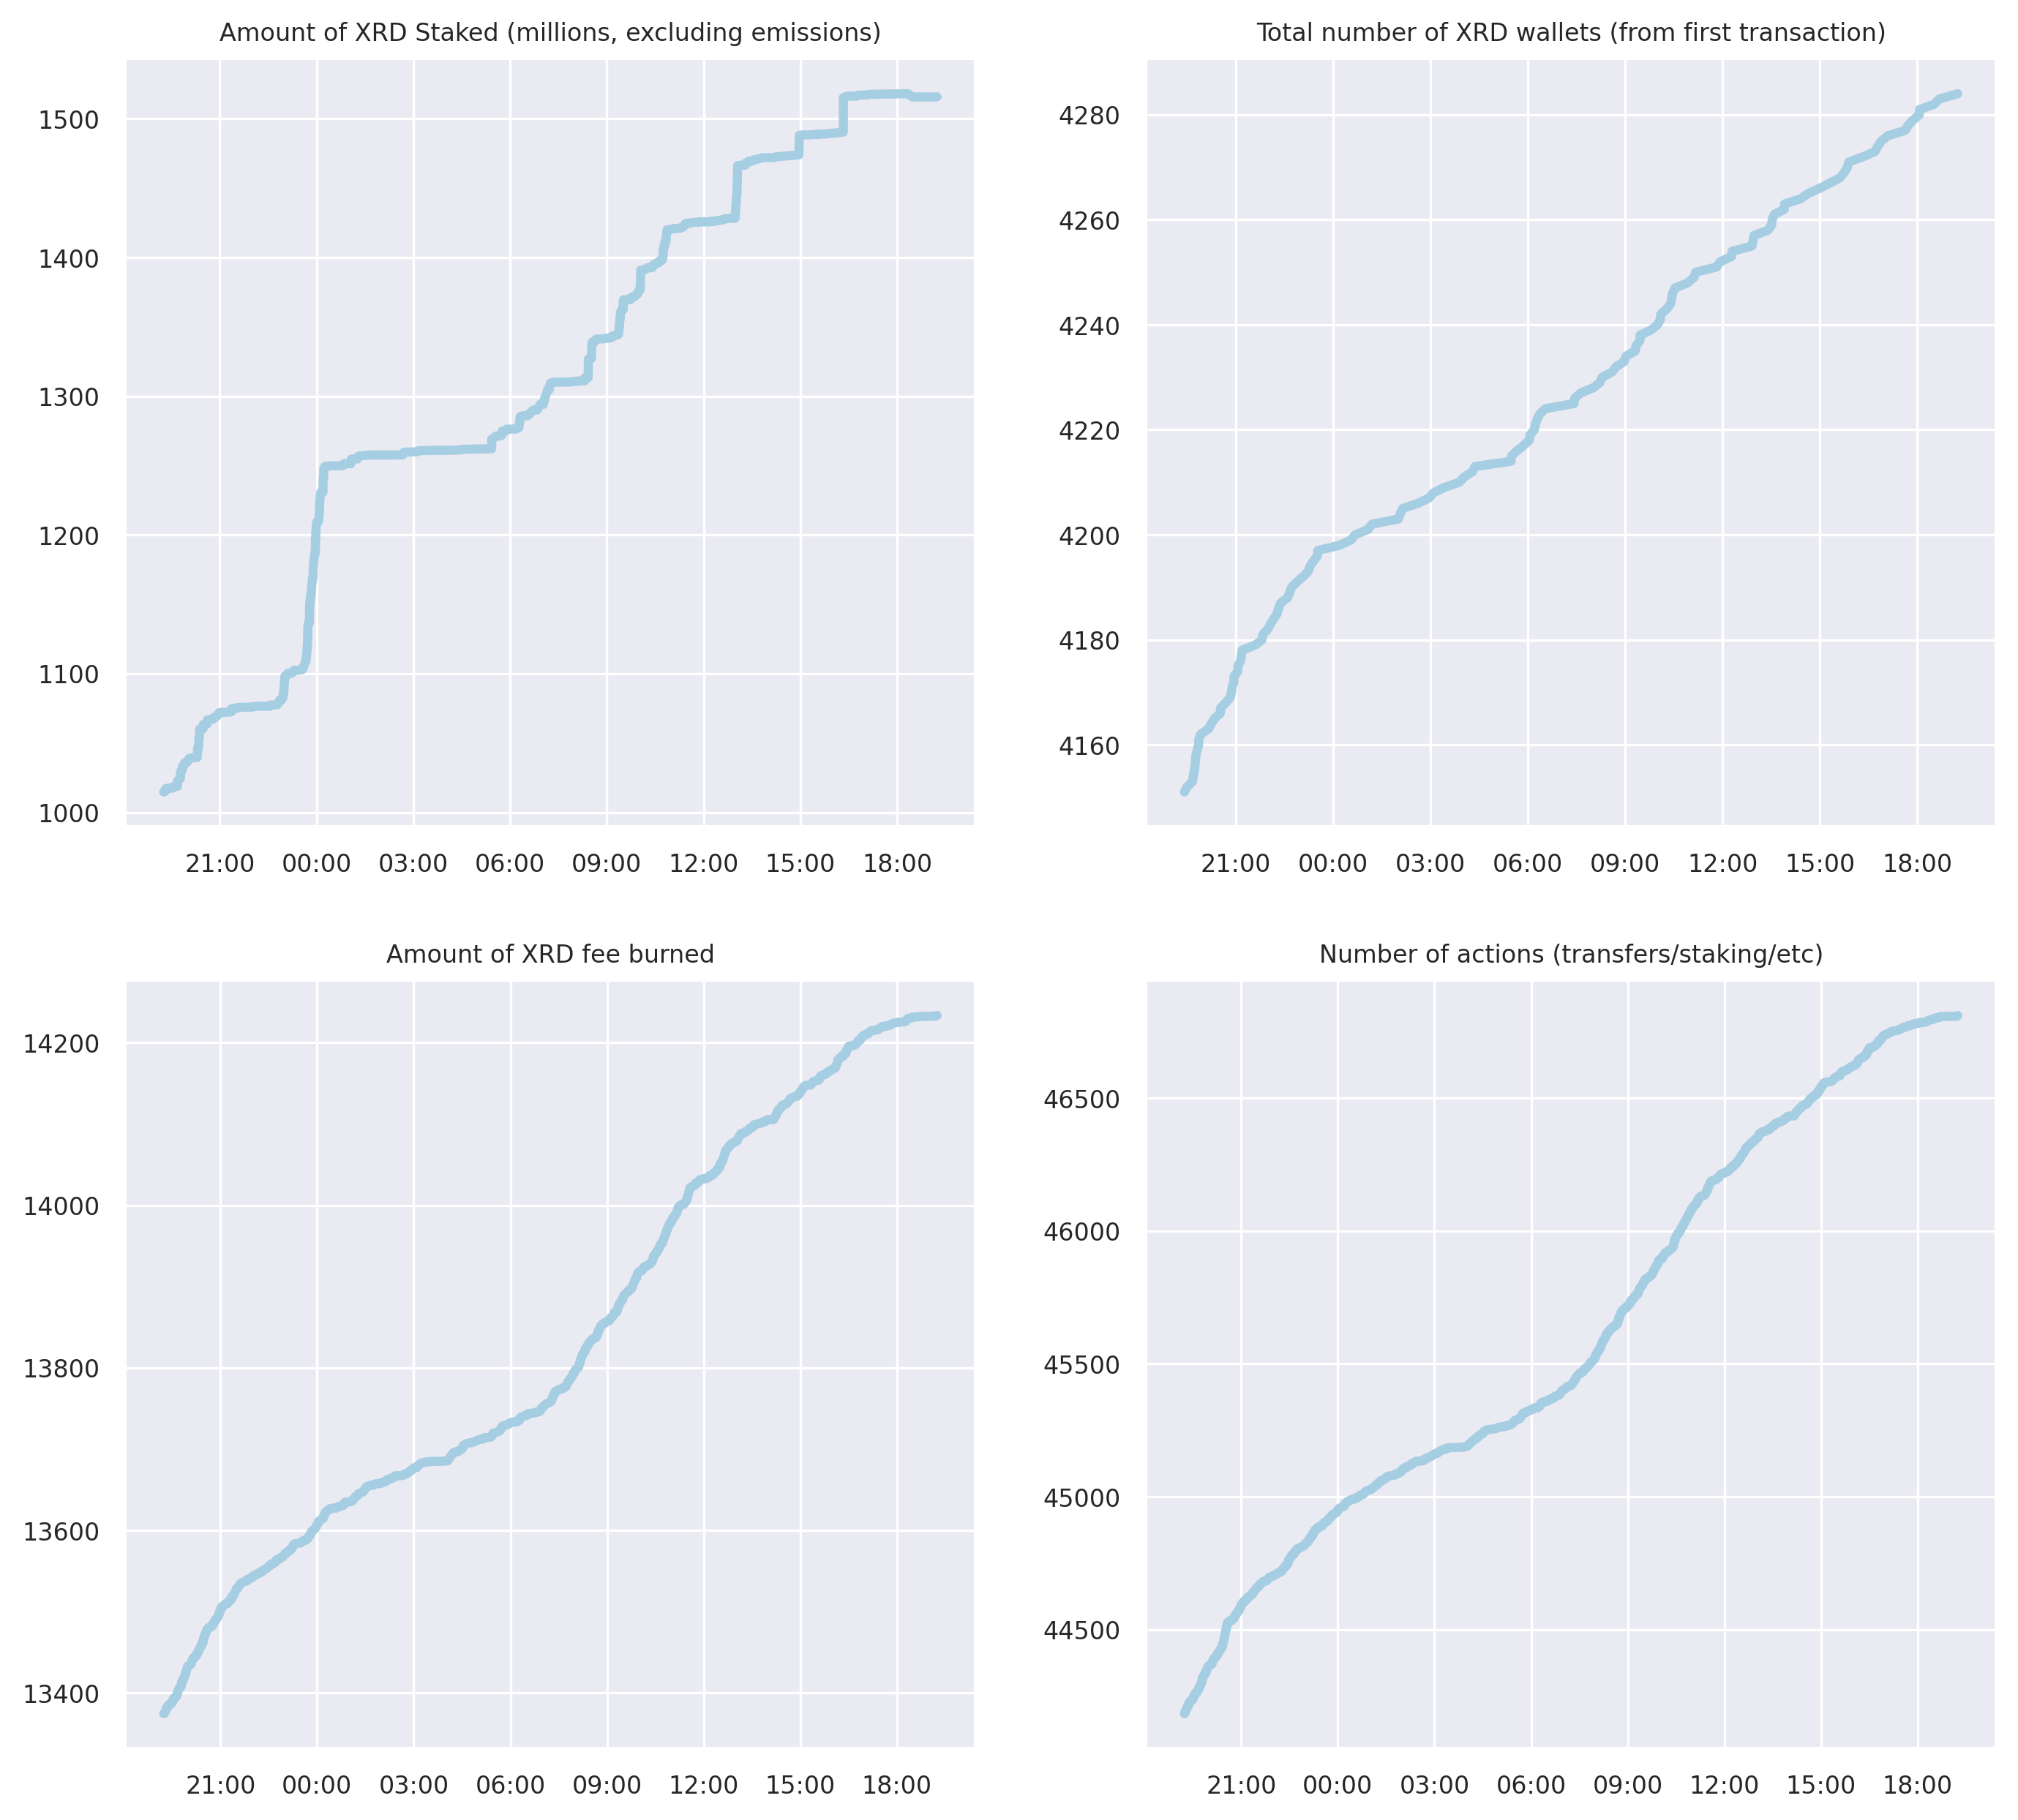 Amount of XRD Staked (millions, excluding emissions)
1500
1400
1300
1200
1100
1000
21:00 00:00 03:00 06:00 09:00 12:00 15:00 18:00
Total number of XRD wallets (from first transaction)
4280
4260
4240
4220
4200
4180
4160
21:00 00:00 03:00 06:00 09:00 12:00 15:00 18:00
Amount of XRD fee burned
14200
14000
13800
13600
13400
21:00 00:00 03:00 06:00 09:00 12:00 15:00 18:00
Number of actions (transfers/staking/etc)
46500
46000
45500
45000
44500
21:00 00:00 03:00 06:00 09:00 12:00 15:00 18:00